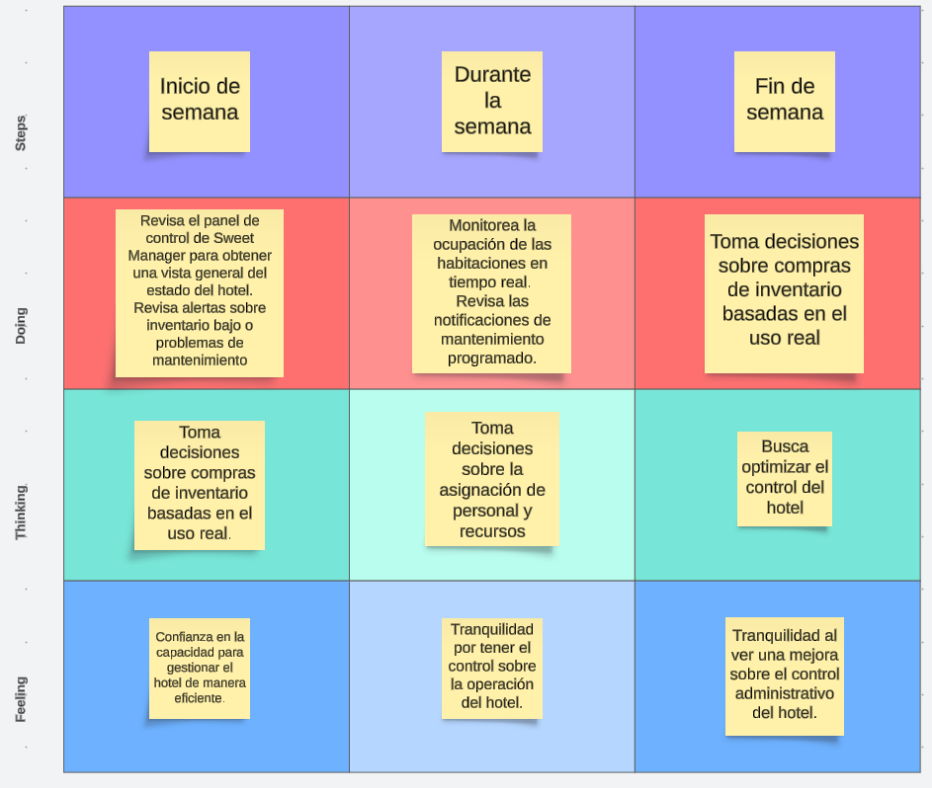 Steps
Inicio de
semana
Durante
la
semana
Fin de
semana
Doing
Revisa el panel de
control de Sweet
Manager para obtener
una vista general del
estado del hotel.
Revisa alertas sobre
inventario bajo o
problemas de
mantenimiento
Monitorea la
ocupación de las
habitaciones en
tiempo real.
Revisa las
notificaciones de
mantenimiento
programado.
Toma decisiones
sobre compras
de inventario
basadas en el
uso real
Thinking
Toma
decisiones
sobre compras
de inventario
basadas en el
uso real.
Toma
decisiones
sobre la
asignación de
personal y
recursos
Busca
optimizar el
control del
hotel
Feeling
Confianza en la
capacidad para
gestionar el
hotel de manera
eficiente.
Tranquilidad
por tener el
control sobre
la operación
del hotel.
Tranquilidad al
ver una mejora
sobre el control
administrativo
del hotel.